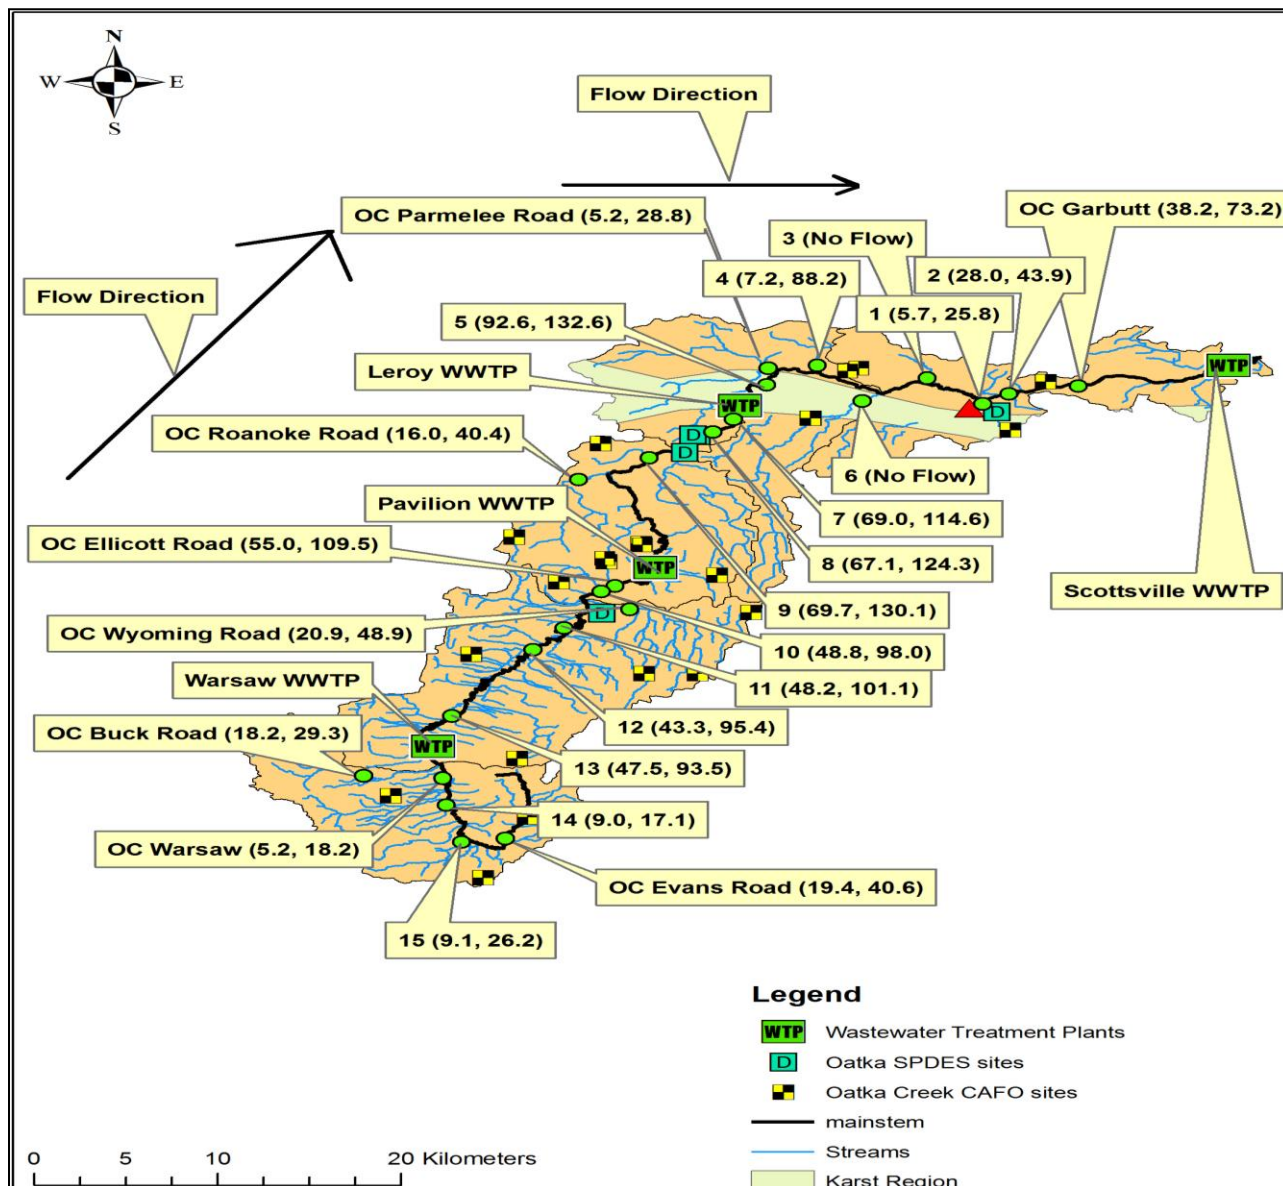 N
W E
S
Flow Direction
OC Parmelee Road (5.2, 28.8)
OC Garbutt (38.2, 73.2)
3 (No Flow)
4 (7.2, 88.2)
2 (28.0, 43.9)
Flow Direction
1 (5.7, 25.8)
5 (92.6, 132.6)
Leroy WWTP
WTP
WTP
OC Roanoke Road (16.0, 40.4)
D
D
D
6 (No Flow)
Pavilion WWTP
7 (69.0, 114.6)
OC Ellicott Road (55.0, 109.5)
WTP
8 (67.1, 124.3)
Scottsville WWTP
9 (69.7, 130.1)
OC Wyoming Road (20.9, 48.9)
D
10 (48.8, 98.0)
Warsaw WWTP
11 (48.2, 101.1)
12 (43.3, 95.4)
OC Buck Road (18.2, 29.3)
WTP
13 (47.5, 93.5)
14 (9.0, 17.1)
OC Warsaw (5.2, 18.2)
OC Evans Road (19.4, 40.6)
15 (9.1, 26.2)
Legend
WTP Wastewater Treatment Plants
D Oatka SPDES sites
Oatka Creek CAFO sites
mainstem
Streams
Karst Region
0 5 10 20 Kilometers